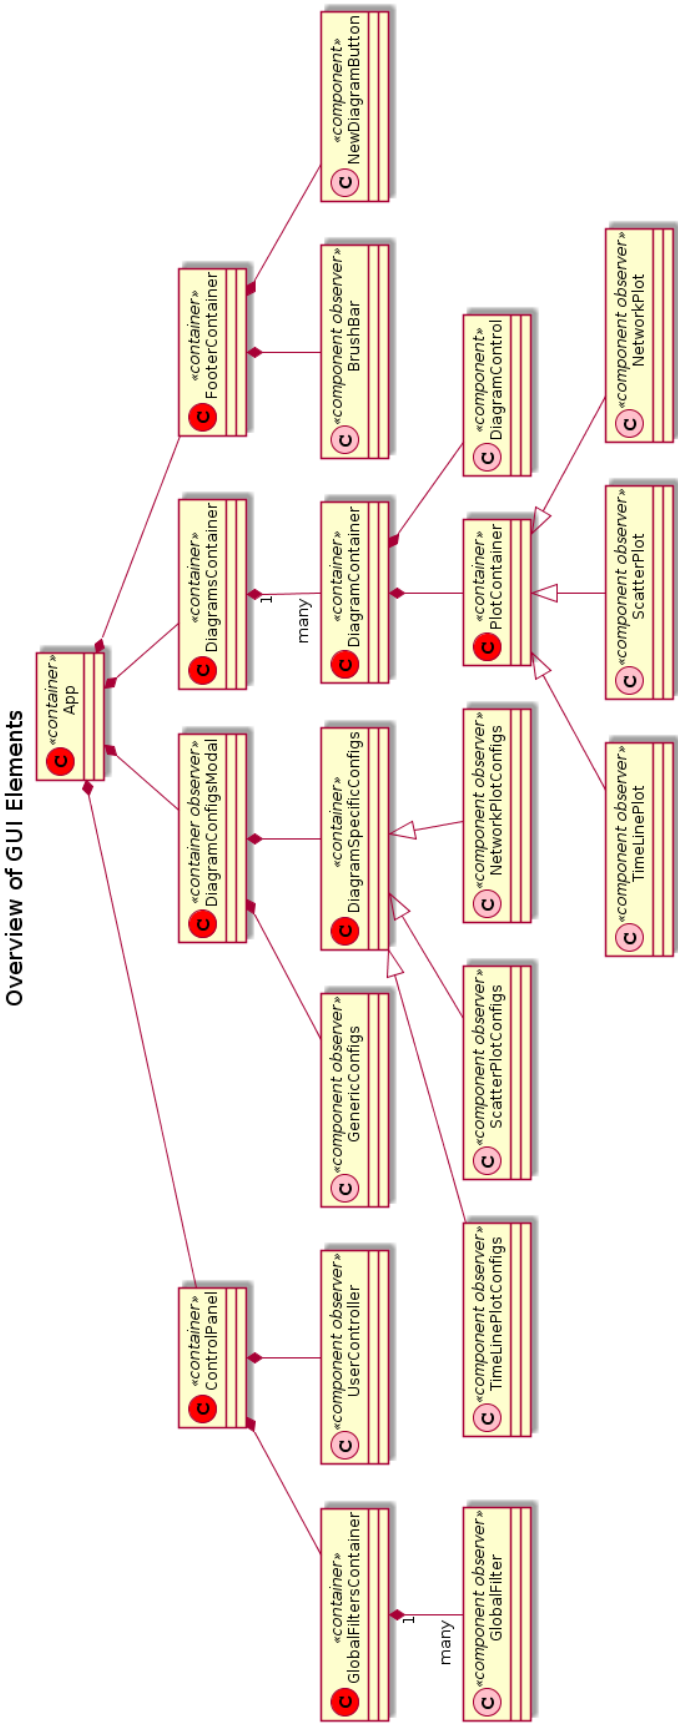 Overview of GUI Elements
«container»
C App
«container»
C ControlPanel
«container observer»
C DiagramConfigsModal
«container»
C DiagramsContainer
«container»
C FooterContainer
1
many
«container»
C GlobalFiltersContainer
«component observer»
C UserController
«component observer»
C GenericConfigs
«container»
C DiagramSpecificConfigs
«container»
C DiagramContainer
«component observer»
C BrushBar
«component»
C NewDiagramButton
1
many
«component observer»
C GlobalFilter
«component observer»
C TimeLinePlotConfigs
«component observer»
C ScatterPlotConfigs
«component observer»
C NetworkPlotConfigs
«container»
C PlotContainer
«component»
C DiagramControl
«component observer»
C TimeLinePlot
«component observer»
C ScatterPlot
«component observer»
C NetworkPlot